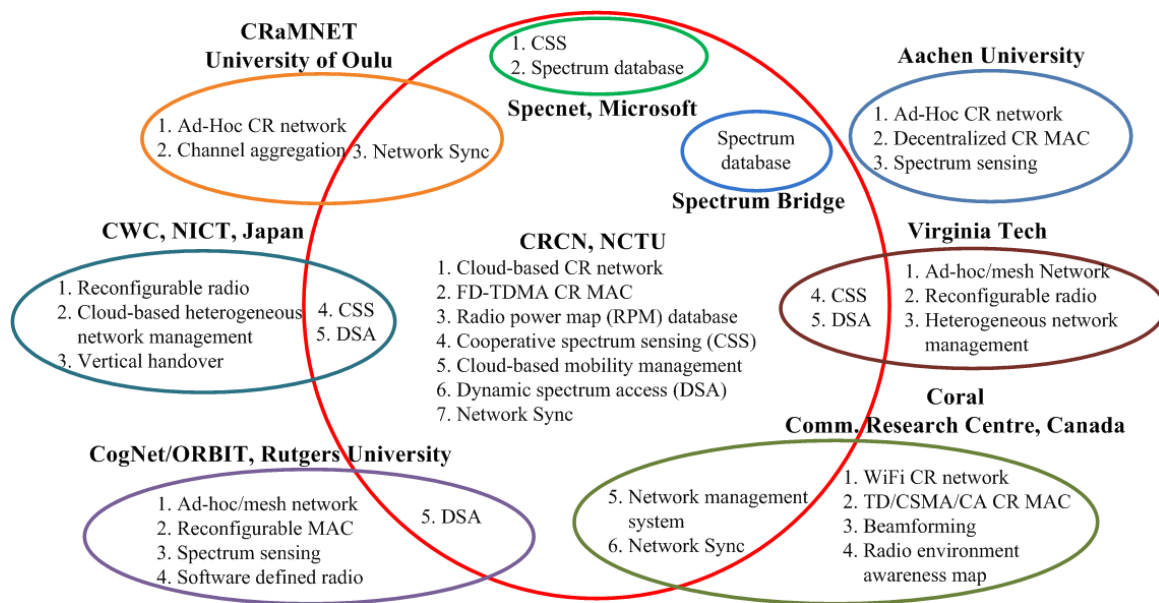 CRaMNET
University of Oulu
1. Ad-Hoc CR network
2. Channel aggregation
3. Network Sync
1. CSS
2. Spectrum database
Specnet, Microsoft
Spectrum
database
Spectrum Bridge
Aachen University
1. Ad-Hoc CR network
2. Decentralized CR MAC
3. Spectrum sensing
CWC, NICT, Japan
1. Reconfigurable radio
2. Cloud-based heterogeneous
network management
3. Vertical handover
4. CSS
5. DSA
CRCN, NCTU
1. Cloud-based CR network
2. FD-TDMA CR MAC
3. Radio power map (RPM) database
4. Cooperative spectrum sensing (CSS)
5. Cloud-based mobility management
6. Dynamic spectrum access (DSA)
7. Network Sync
Virginia Tech
4. CSS
5. DSA
1. Ad-hoc/mesh Network
2. Reconfigurable radio
3. Heterogeneous network
management
CogNet/ORBIT, Rutgers University
1. Ad-hoc/mesh network
2. Reconfigurable MAC
3. Spectrum sensing
4. Software defined radio
5. DSA
Coral
Comm. Research Centre, Canada
5. Network management
system
6. Network Sync
1. WiFi CR network
2. TD/CSMA/CA CR MAC
3. Beamforming
4. Radio environment
awareness map